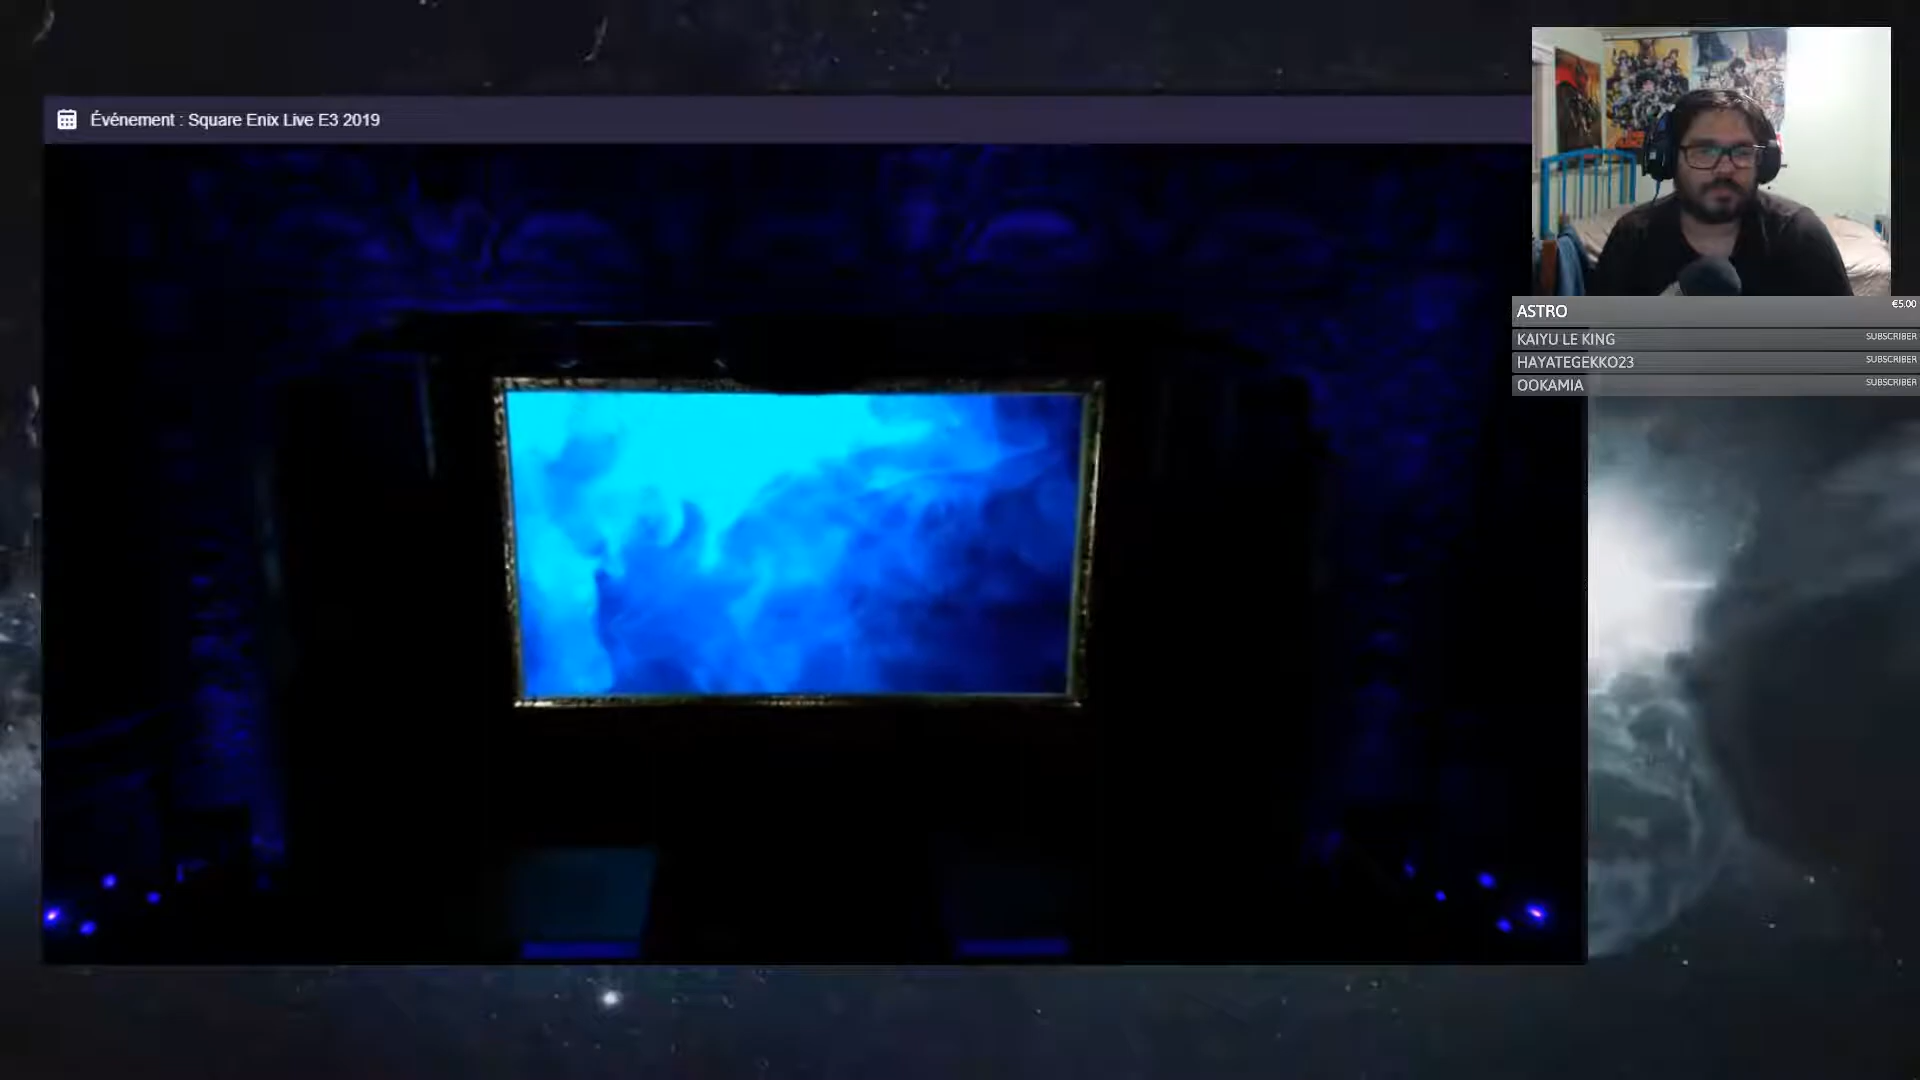 Événement : Square Enix Live E3 2019
ASTRO €5.00
KAIYU LE KING SUBSCRIBER
HAYATEGEKKO23 SUBSCRIBER
OOKAMIA SUBSCRIBER